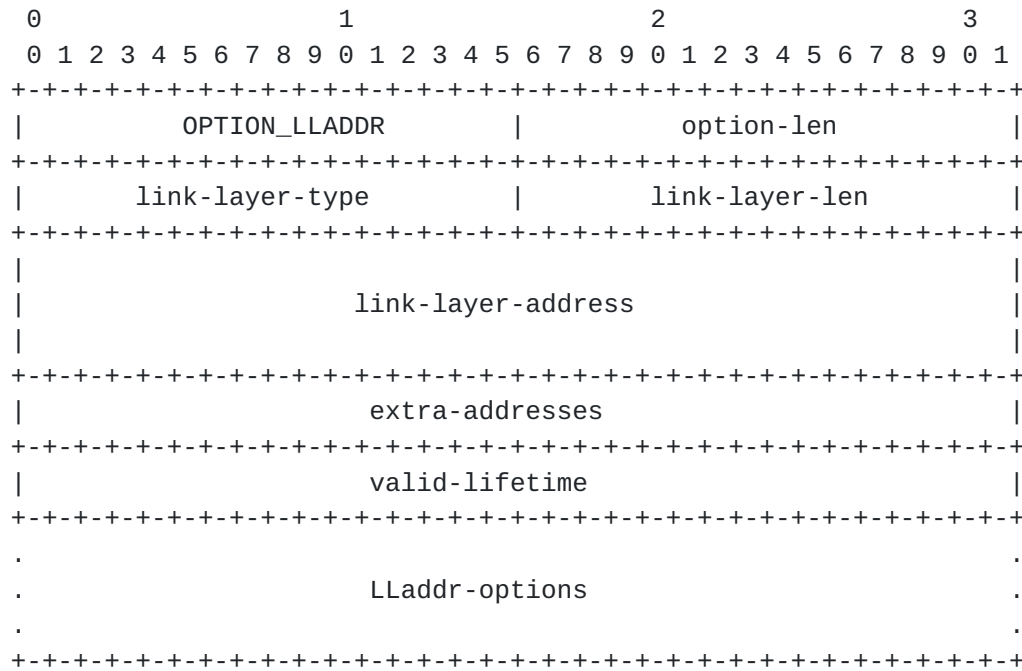 0                   1                   2                   3
 0 1 2 3 4 5 6 7 8 9 0 1 2 3 4 5 6 7 8 9 0 1 2 3 4 5 6 7 8 9 0 1
+-+-+-+-+-+-+-+-+-+-+-+-+-+-+-+-+-+-+-+-+-+-+-+-+-+-+-+-+-+-+-+-+
|          OPTION_LLADDR        |          option-len           |
+-+-+-+-+-+-+-+-+-+-+-+-+-+-+-+-+-+-+-+-+-+-+-+-+-+-+-+-+-+-+-+-+
|       link-layer-type         |        link-layer-len         |
+-+-+-+-+-+-+-+-+-+-+-+-+-+-+-+-+-+-+-+-+-+-+-+-+-+-+-+-+-+-+-+-+
|                                                               |
|                     link-layer-address                        |
|                                                               |
+-+-+-+-+-+-+-+-+-+-+-+-+-+-+-+-+-+-+-+-+-+-+-+-+-+-+-+-+-+-+-+-+
|                      extra-addresses                          |
+-+-+-+-+-+-+-+-+-+-+-+-+-+-+-+-+-+-+-+-+-+-+-+-+-+-+-+-+-+-+-+-+
|                      valid-lifetime                           |
+-+-+-+-+-+-+-+-+-+-+-+-+-+-+-+-+-+-+-+-+-+-+-+-+-+-+-+-+-+-+-+-+
.                                                               .
.                      LLaddr-options                           .
.                                                               .
+-+-+-+-+-+-+-+-+-+-+-+-+-+-+-+-+-+-+-+-+-+-+-+-+-+-+-+-+-+-+-+-+